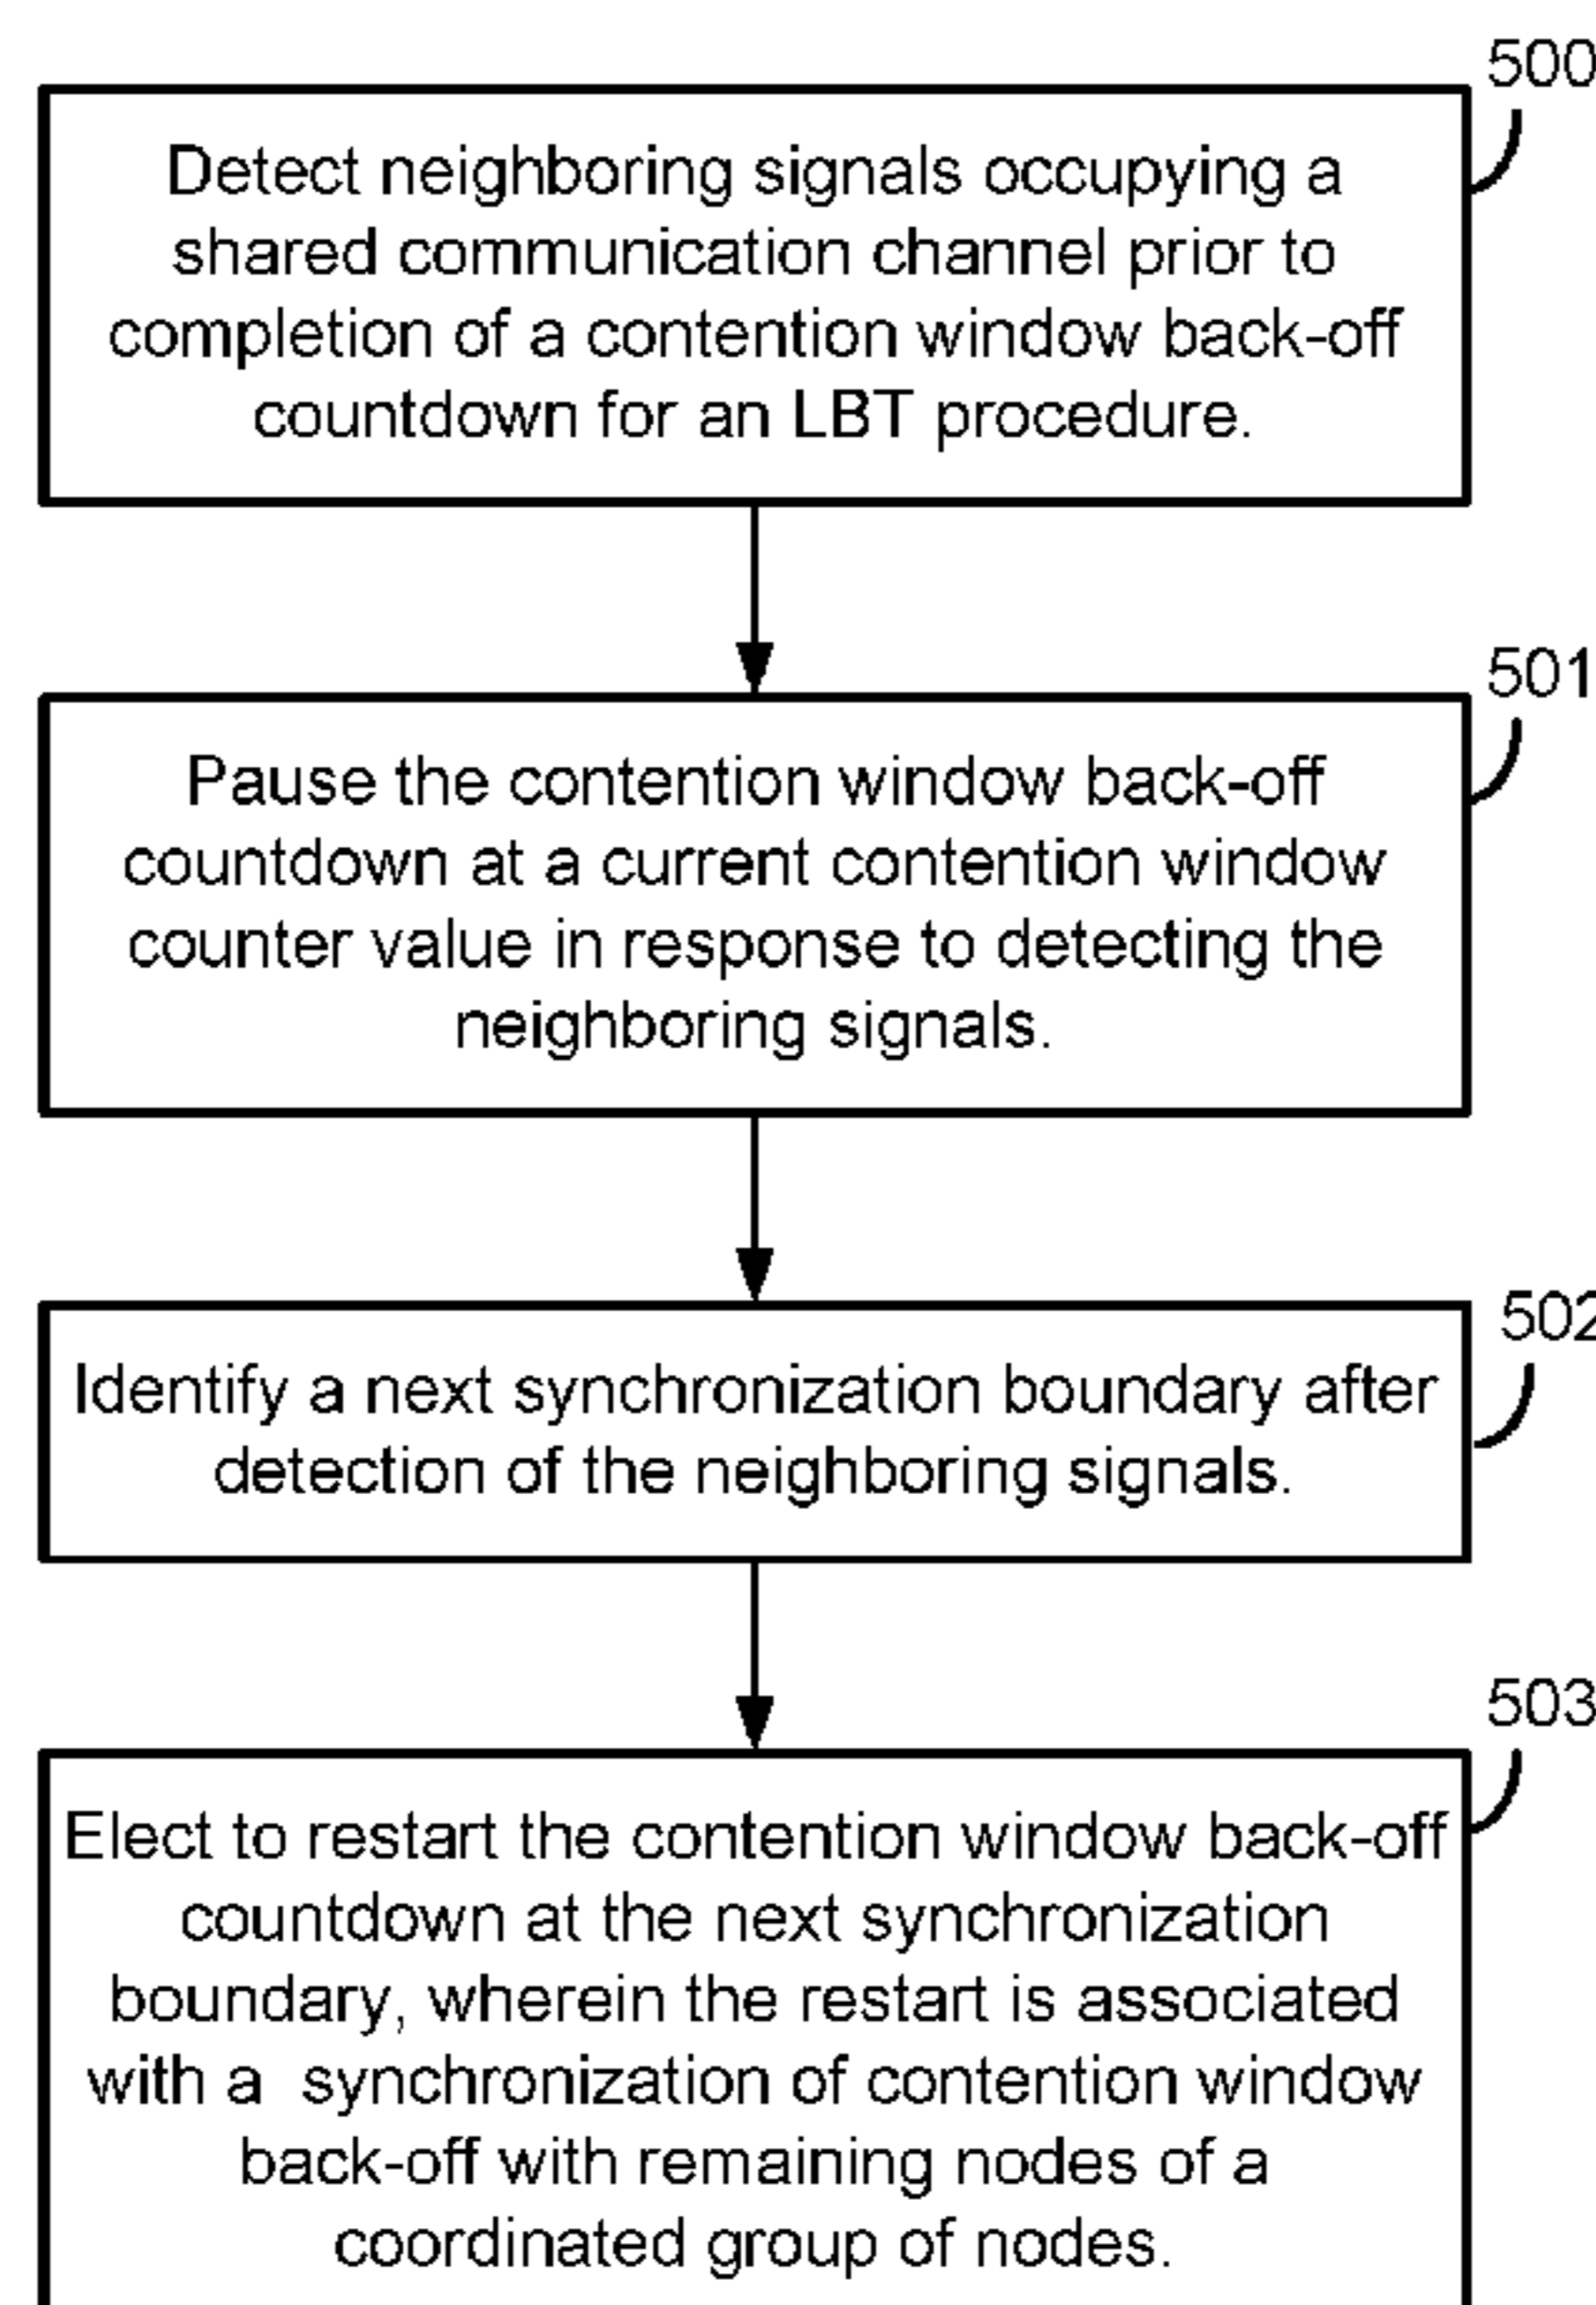 500
Detect neighboring signals occupying a
shared communication channel prior to
completion of a contention window back-off
countdown for an LBT procedure.
501
Pause the contention window back-off
countdown at a current contention window
counter value in response to detecting the
neighboring signals.
502
Identify a next synchronization boundary after
detection of the neighboring signals.
503
Elect to restart the contention window back-off
countdown at the next synchronization
boundary, wherein the restart is associated
with a synchronization of contention window
back-off with remaining nodes of a
coordinated group of nodes.